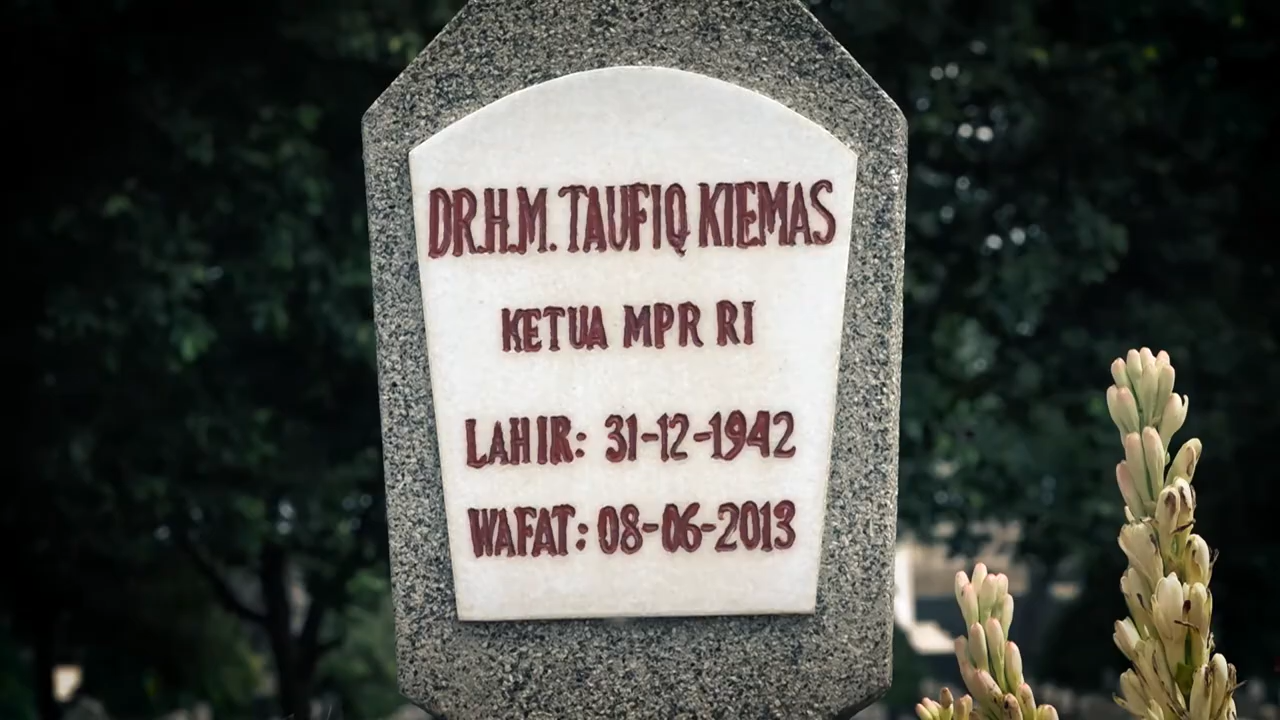 DR.H.M. TAUFIQ KIEMAS
KETUA MPR RI
LAHIR: 31-12-1942
WAFAT: 08-06-2013